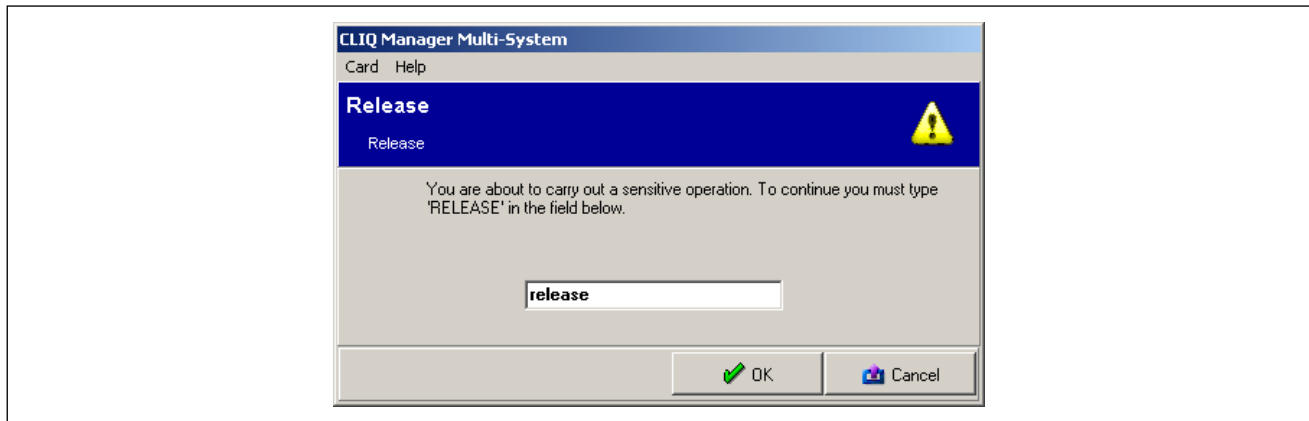 CLIQ Manager Multi-System
Card Help
Release
Release
You are about to carry out a sensitive operation. To continue you must type
'RELEASE' in the field below.
release
OK Cancel